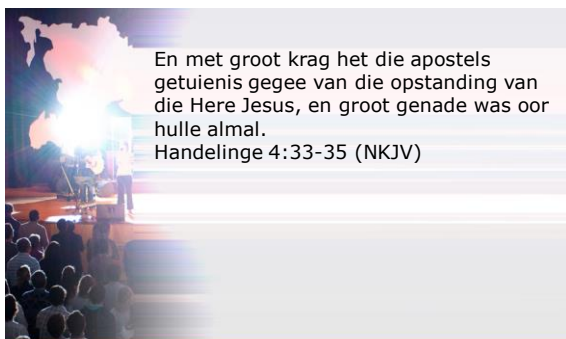 En met groot krag het die apostels
getuienis gegee van die opstanding van
die Here Jesus, en groot genade was oor
hulle almal.
Handelinge 4:33-35 (NKJV)